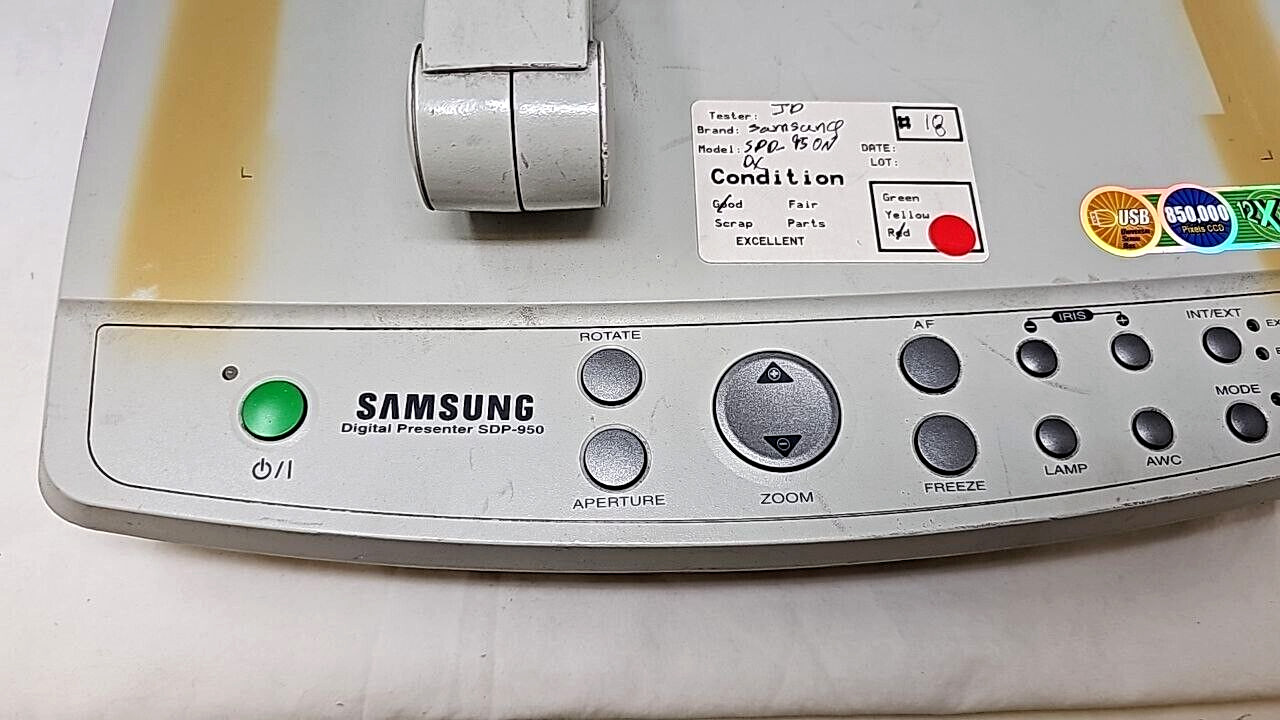 Tester: JD
Brand: Samsung
Model: SPD-950N
DX
# 18
DATE:
LOT:
Condition
Good Fair
Scrap Parts
EXCELLENT
Green
Yellow
Red
USB
850,000
Pixels CCD
12X
ROTATE
AF
IRIS
INT/EXT
SAMSUNG
Digital Presenter SDP-950
MODE
LAMP
AWC
APERTURE
ZOOM
FREEZE